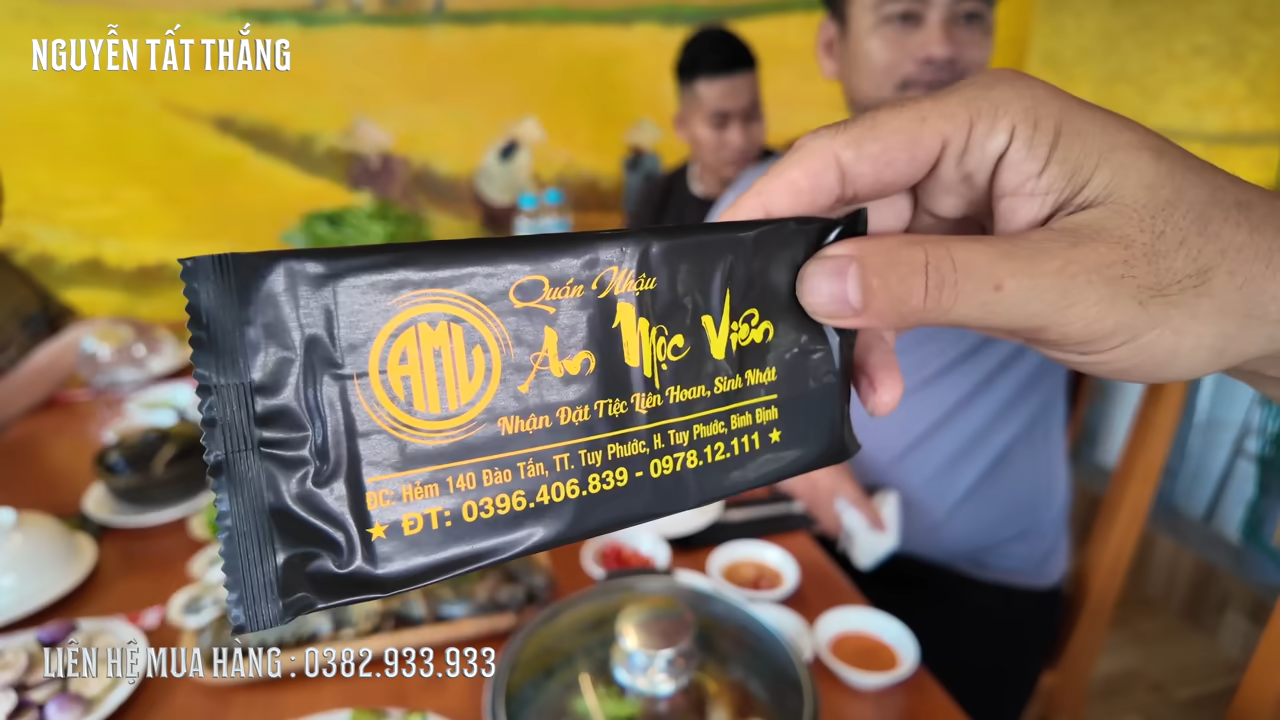 NGUYỄN TẤT THẮNG
AMV
Quán Nhậu
An Mộc Viên
Nhận Đặt Tiệc Liên Hoan, Sinh Nhật
ĐC: Hẻm 140 Đào Tấn, TT. Tuy Phước, H. Tuy Phước, Bình Định
★ ĐT: 0396.406.839 - 0978.12.111 ★
LIÊN HỆ MUA HÀNG : 0382.933.933